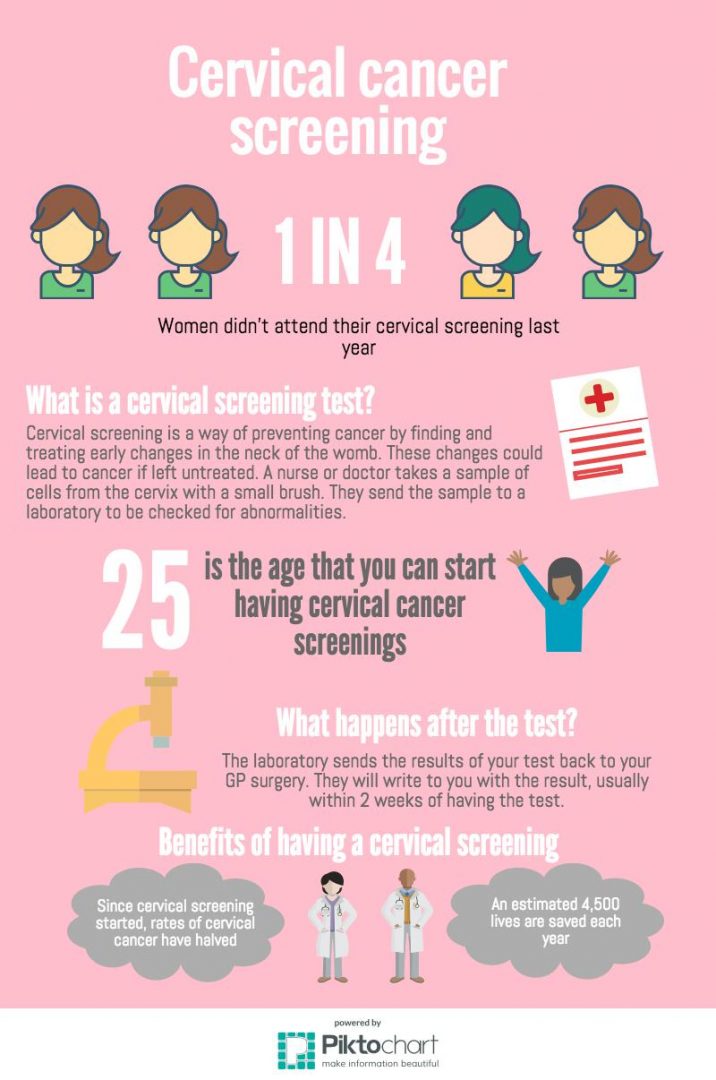 Cervical cancer
screening
1 IN 4
Women didn't attend their cervical screening last
year
What is a cervical screening test?
Cervical screening is a way of preventing cancer by finding and
treating early changes in the neck of the womb. These changes could
lead to cancer if left untreated. A nurse or doctor takes a sample of
cells from the cervix with a small brush. They send the sample to a
laboratory to be checked for abnormalities.
25
is the age that you can start
having cervical cancer
screenings
What happens after the test?
The laboratory sends the results of your test back to your
GP surgery. They will write to you with the result, usually
within 2 weeks of having the test.
Benefits of having a cervical screening
Since cervical screening
started, rates of cervical
cancer have halved
An estimated 4,500
lives are saved each
year
powered by
Piktochart
make information beautiful